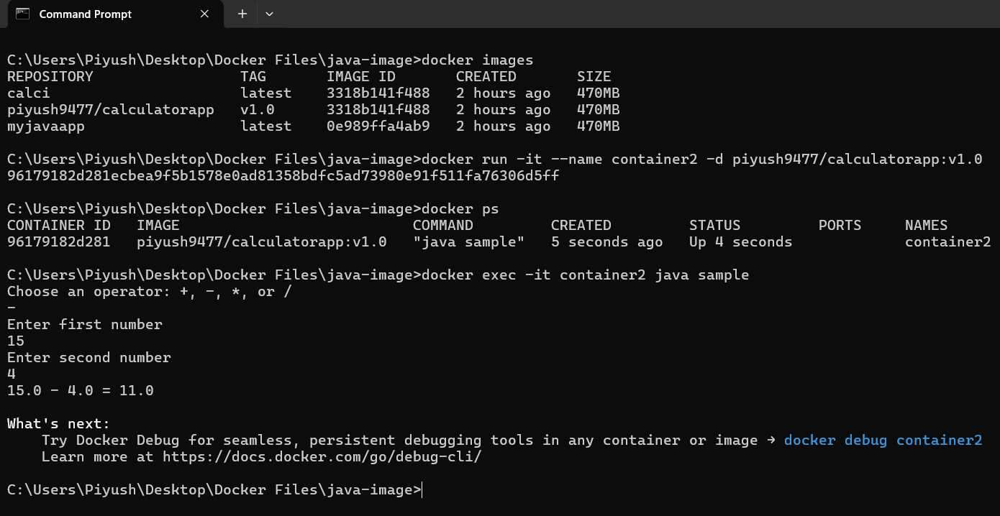 Command Prompt
C:\Users\Piyush\Desktop\Docker Files\java-image>docker images
REPOSITORY TAG IMAGE ID CREATED SIZE
calci latest 3318b141f488 2 hours ago 470MB
piyush9477/calculatorapp v1.0 3318b141f488 2 hours ago 470MB
myjavaapp latest 0e989ffa4ab9 2 hours ago 470MB
C:\Users\Piyush\Desktop\Docker Files\java-image>docker run -it --name container2 -d piyush9477/calculatorapp:v1.0
96179182d281ecbea9f5b1578e0ad81358bdfc5ad73980e91f511fa76306d5ff
C:\Users\Piyush\Desktop\Docker Files\java-image>docker ps
CONTAINER ID IMAGE COMMAND CREATED STATUS PORTS NAMES
96179182d281 piyush9477/calculatorapp:v1.0 "java sample" 5 seconds ago Up 4 seconds container2
C:\Users\Piyush\Desktop\Docker Files\java-image>docker exec -it container2 java sample
Choose an operator: +, -, *, or /
-
Enter first number
15
Enter second number
4
15.0 - 4.0 = 11.0
What's next:
Try Docker Debug for seamless, persistent debugging tools in any container or image → docker debug container2
Learn more at https://docs.docker.com/go/debug-cli/
C:\Users\Piyush\Desktop\Docker Files\java-image>